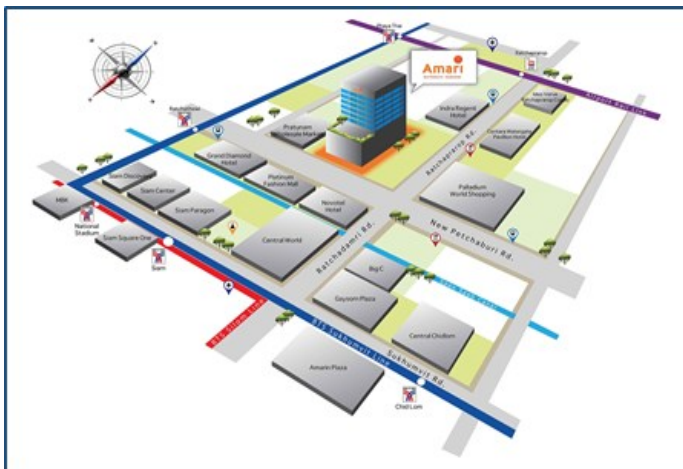 Phaya Thai
Amari
Ratchaprarop
Airport Rail Link
Ratchathewi
Pratunam
Wholesale Market
Indra Regent
Hotel
Ratchaprarop Rd.
Grand Diamond
Hotel
Platinum
Fashion Mall
Novotel
Hotel
Palladium
World Shopping
New Petchaburi Rd.
Siam Discovery
Siam Center
Siam Paragon
MBK
National
Stadium
Siam Square One
Siam
Central World
Ratchadamri Rd.
Big C
Gaysorn Plaza
Central Chidlom
Sukhumvit Rd.
BTS Silom Line
BTS Sukhumvit Line
Amarin Plaza
Chid Lom